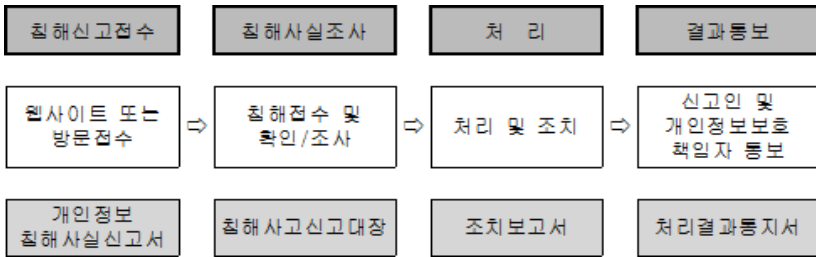 침해신고접수
침해사실조사
처 리
결과통보
웹사이트 또는
방문접수
⇨
침해접수 및
확인/조사
⇨
처리 및 조치
⇨
신고인 및
개인정보보호
책임자 통보
개인정보
침해사실신고서
침해사고신고대장
조치보고서
처리결과통지서